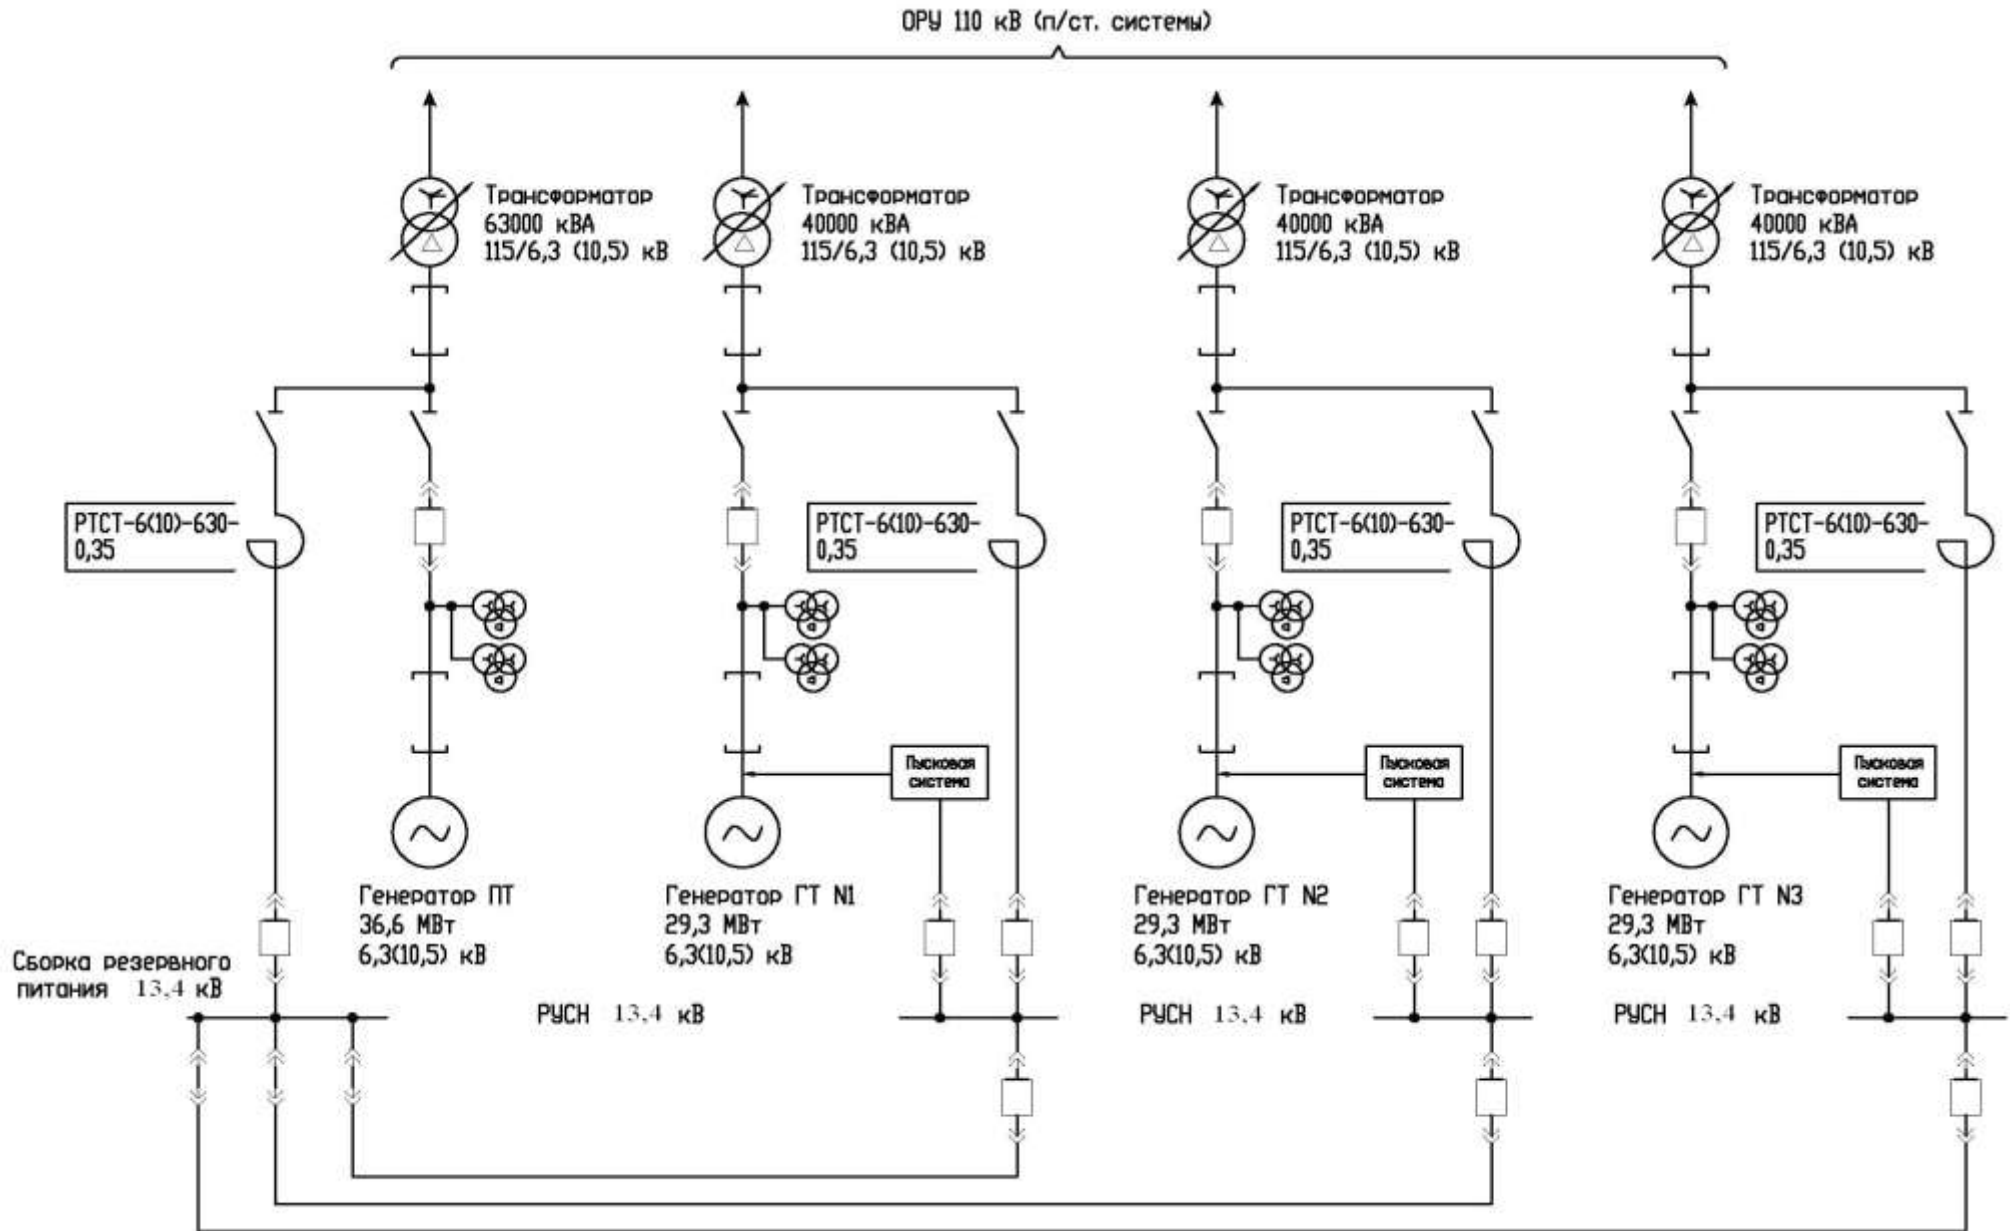 ОРУ 110 кВ (п/ст. системы)
Трансформатор
63000 кВА
115/6,3 (10,5) кВ
Трансформатор
40000 кВА
115/6,3 (10,5) кВ
Трансформатор
40000 кВА
115/6,3 (10,5) кВ
Трансформатор
40000 кВА
115/6,3 (10,5) кВ
РТСТ-6(10)-630-
0,35
РТСТ-6(10)-630-
0,35
РТСТ-6(10)-630-
0,35
РТСТ-6(10)-630-
0,35
Пусковая
система
Пусковая
система
Пусковая
система
Генератор ПТ
36,6 МВт
6,3(10,5) кВ
Генератор ГТ N1
29,3 МВт
6,3(10,5) кВ
Генератор ГТ N2
29,3 МВт
6,3(10,5) кВ
Генератор ГТ N3
29,3 МВт
6,3(10,5) кВ
Сборка резервного
питания 13,4 кВ
РУСН 13,4 кВ
РУСН 13,4 кВ
РУСН 13,4 кВ